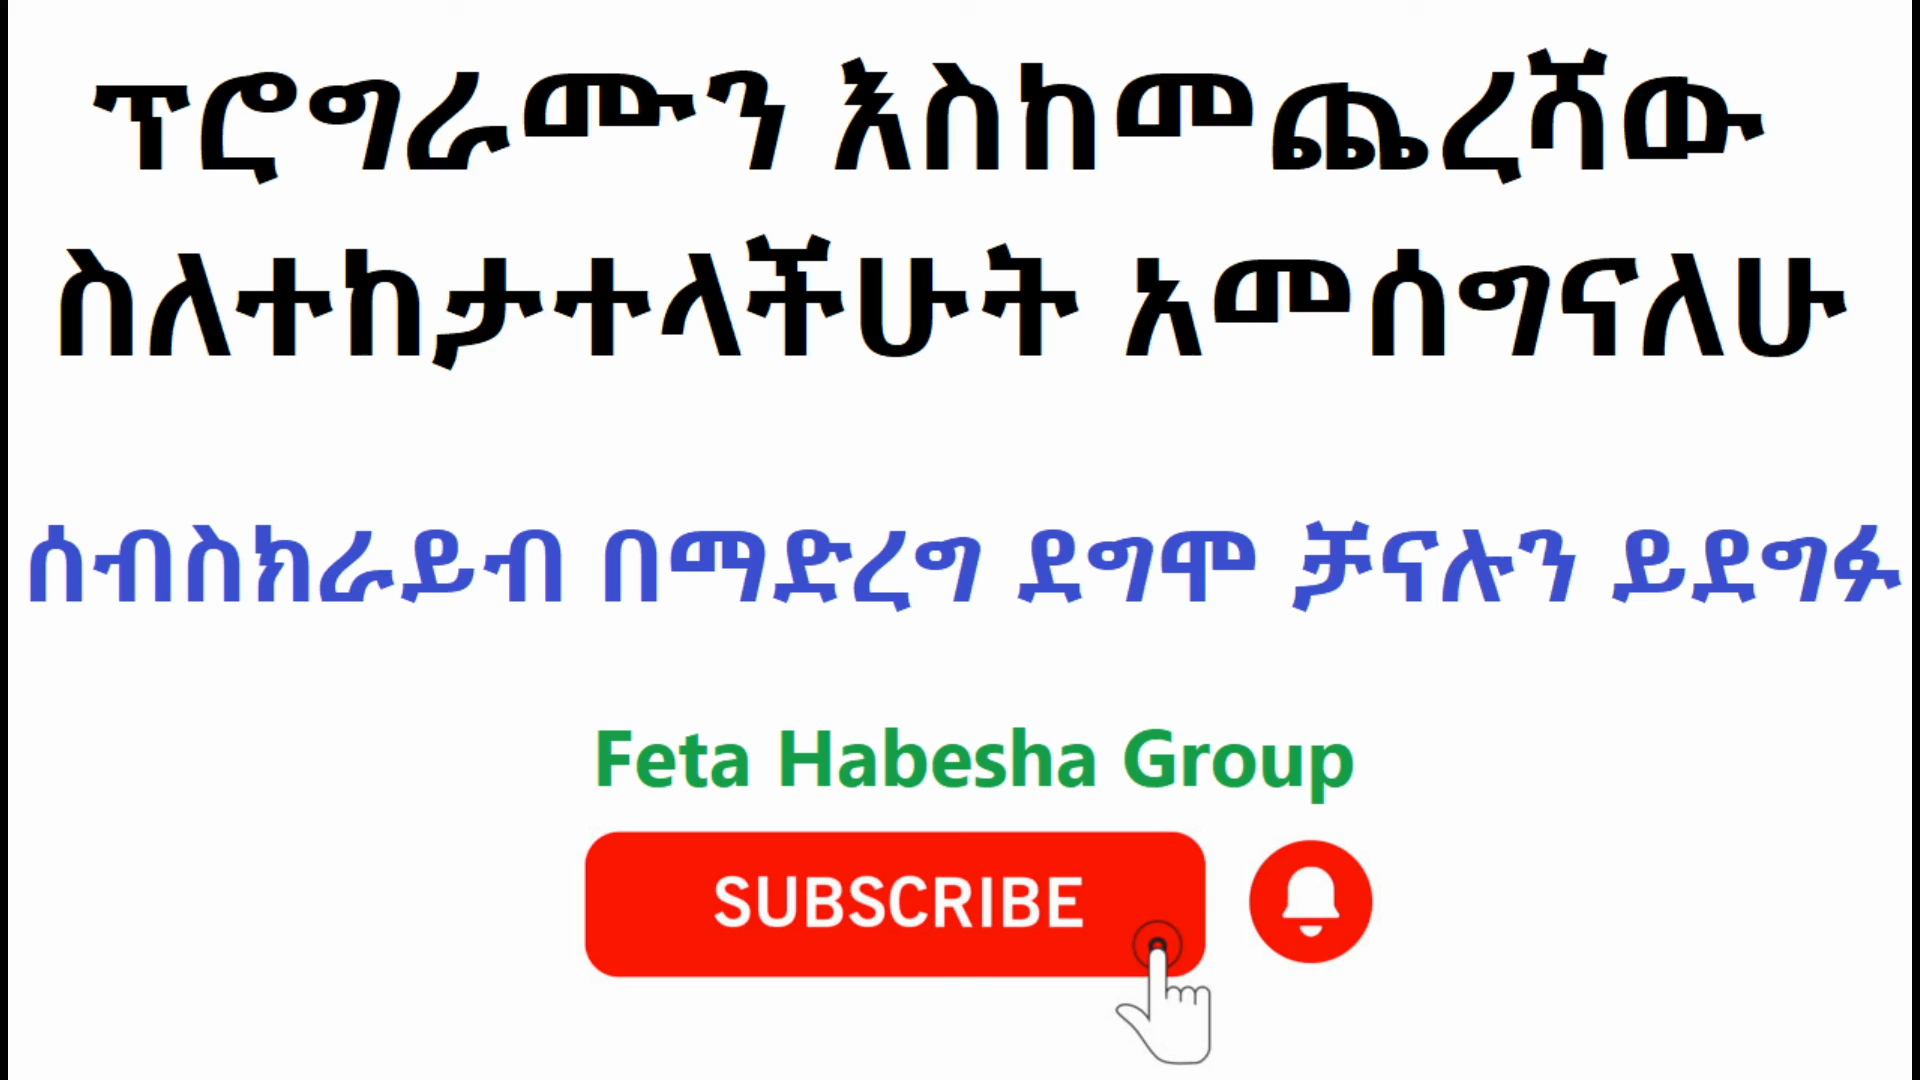 ፕሮግራሙን እስከመጨረሻው
ስለተከታተላችሁት አመሰግናለሁ
ሰብስክራይብ በማድረግ ደግሞ ቻናሉን ይደግፉ
Feta Habesha Group
SUBSCRIBE